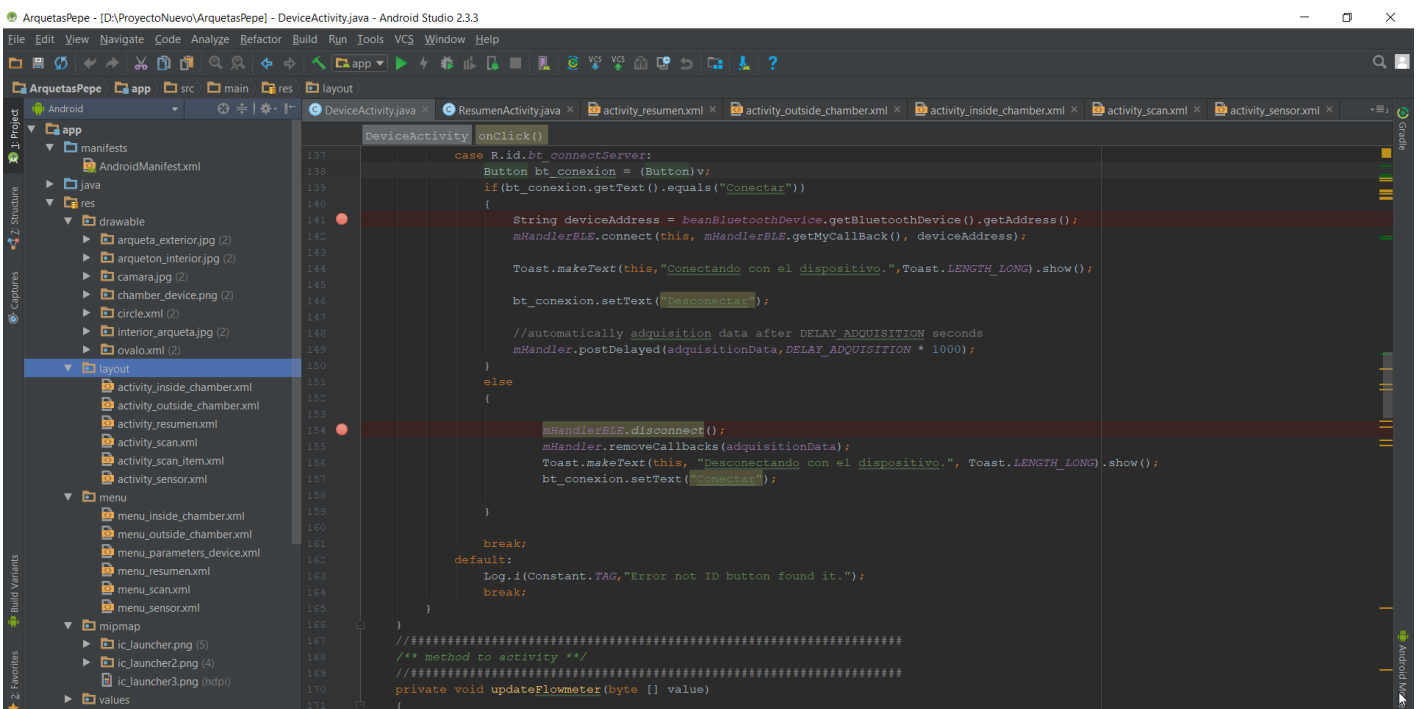 ArquetasPepe - [D:\ProyectoNuevo\ArquetasPepe] - DeviceActivity.java - Android Studio 2.3.3
File Edit View Navigate Code Analyze Refactor Build Run Tools VCS Window Help
app
VCS VCS
ArquetasPepe app src main res layout
Android
DeviceActivity.java ResumenActivity.java activity_resumen.xml activity_outside_chamber.xml activity_inside_chamber.xml activity_scan.xml activity_sensor.xml
1: Project
Z: Structure
Captures
Build Variants
2: Favorites
app
manifests
AndroidManifest.xml
java
res
drawable
arqueta_exterior.jpg (2)
arqueton_interior.jpg (2)
camara.jpg (2)
chamber_device.png (2)
circle.xml (2)
interior_arqueta.jpg (2)
ovalo.xml (2)
layout
activity_inside_chamber.xml
activity_outside_chamber.xml
activity_resumen.xml
activity_scan.xml
activity_scan_item.xml
activity_sensor.xml
menu
menu_inside_chamber.xml
menu_outside_chamber.xml
menu_parameters_device.xml
menu_resumen.xml
menu_scan.xml
menu_sensor.xml
mipmap
ic_launcher.png (5)
ic_launcher2.png (4)
ic_launcher3.png (hdpi)
values
DeviceActivity onClick()
137 case R.id.bt_connectServer:
138 Button bt_conexion = (Button)v;
139 if(bt_conexion.getText().equals("Conectar"))
140 {
141 String deviceAddress = beanBluetoothDevice.getBluetoothDevice().getAddress();
142 mHandlerBLE.connect(this, mHandlerBLE.getMyCallBack(), deviceAddress);
143
144 Toast.makeText(this,"Conectando con el dispositivo.",Toast.LENGTH_LONG).show();
145
146 bt_conexion.setText("Desconectar");
147
148 //automatically adquisition data after DELAY_ADQUISITION seconds
149 mHandler.postDelayed(adquisitionData,DELAY_ADQUISITION * 1000);
150 }
151 else
152 {
153
154 mHandlerBLE.disconnect();
155 mHandler.removeCallbacks(adquisitionData);
156 Toast.makeText(this, "Desconectando con el dispositivo.", Toast.LENGTH_LONG).show();
157 bt_conexion.setText("Conectar");
158
159 }
160
161 break;
162 default:
163 Log.i(Constant.TAG,"Error not ID button found it.");
164 break;
165 }
166 }
167 //###################################################################
168 /** method to activity **/
169 //###################################################################
170 private void updateFlowmeter(byte [] value)
171 {
Gradle